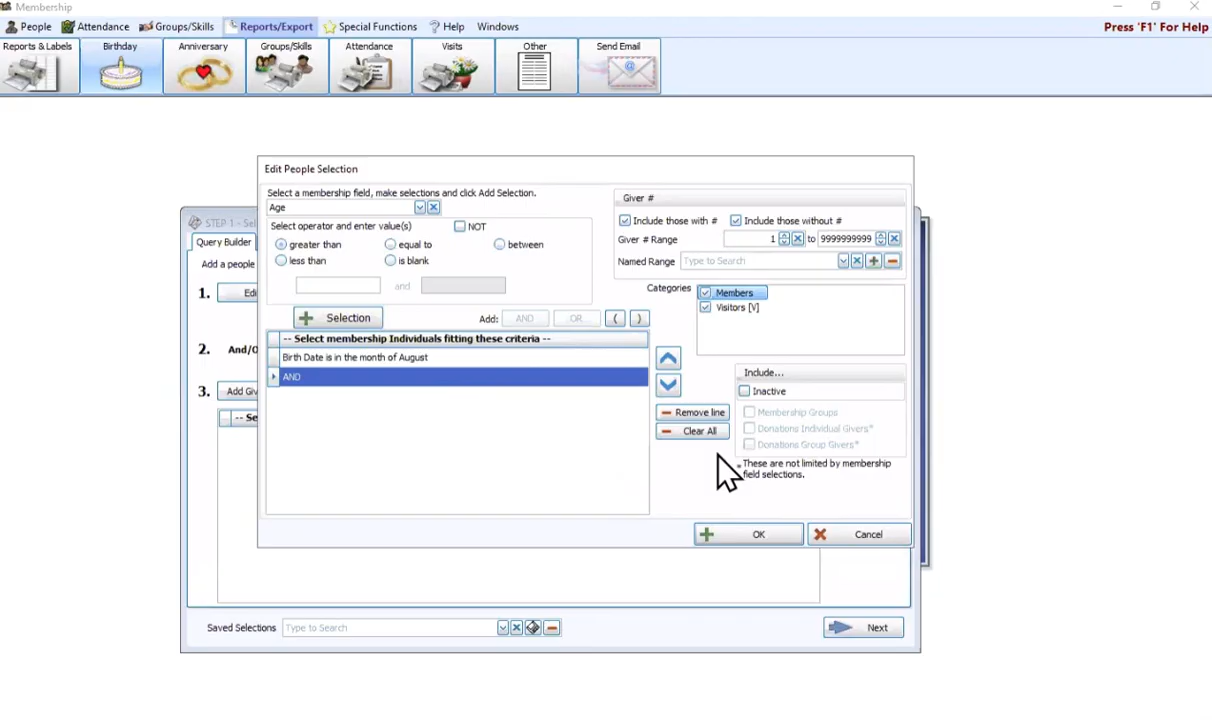 Membership
People Attendance Groups/Skills Reports/Export Special Functions Help Windows Press 'F1' For Help
Reports & Labels Birthday Anniversary Groups/Skills Attendance Visits Other Send Email
Edit People Selection
Select a membership field, make selections and click Add Selection.
Age
Select operator and enter value(s) NOT
greater than equal to between
less than is blank
and
Selection Add: AND OR ( )
-- Select membership Individuals fitting these criteria --
Birth Date is in the month of August
AND
Giver #
Include those with # Include those without #
Giver # Range 1 to 9999999999
Named Range Type to Search
Categories Members
Visitors [V]
Include...
Inactive
Membership Groups
Donations Individual Givers*
Donations Group Givers*
These are not limited by membership
field selections.
Remove line
Clear All
OK Cancel
STEP 1 - Sel
Query Builder
Add a people
1. Edi
2. And/O
3. Add Giv
-- Se
Saved Selections Type to Search Next